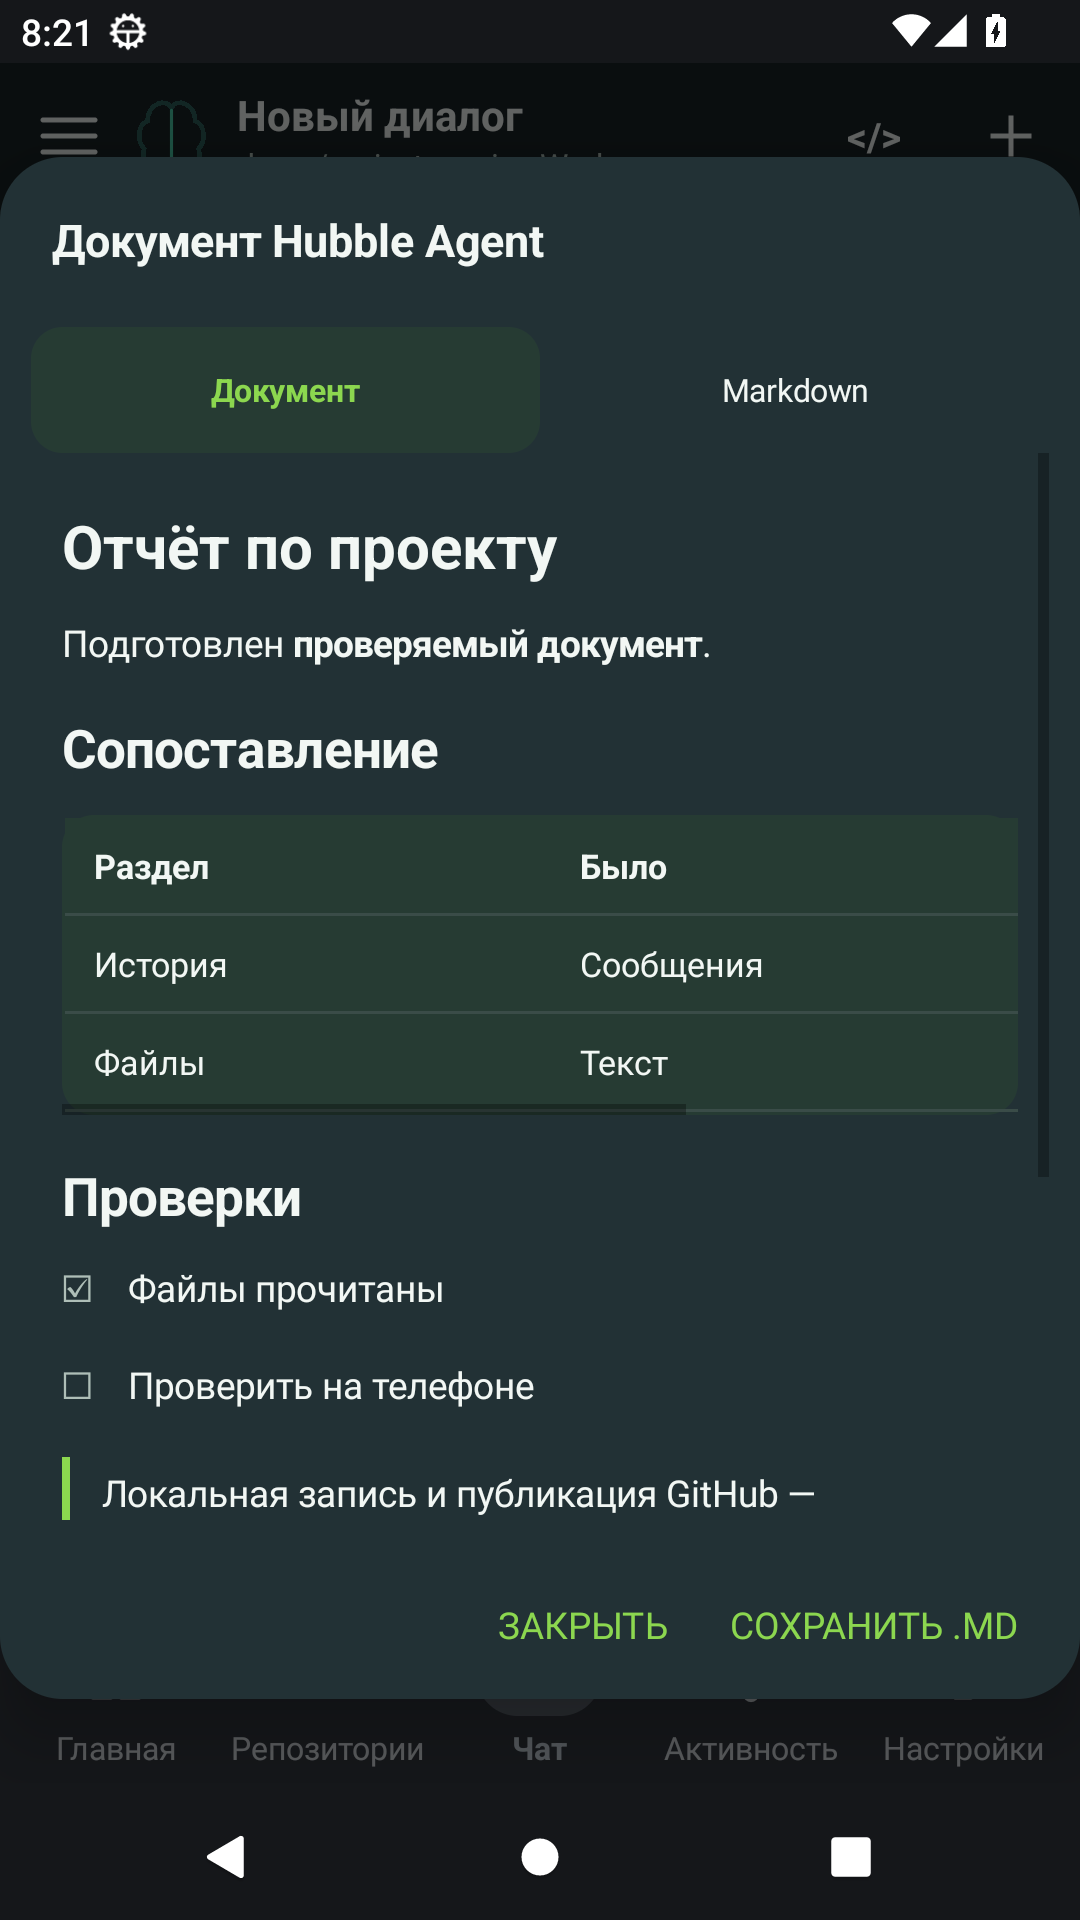 8:21
Новый диалог
</>
Документ Hubble Agent
Документ
Markdown
Отчёт по проекту
Подготовлен проверяемый документ.
Сопоставление
Раздел Было
История Сообщения
Файлы Текст
Проверки
☑ Файлы прочитаны
☐ Проверить на телефоне
Локальная запись и публикация GitHub —
ЗАКРЫТЬ СОХРАНИТЬ .MD
Главная Репозитории Чат Активность Настройки